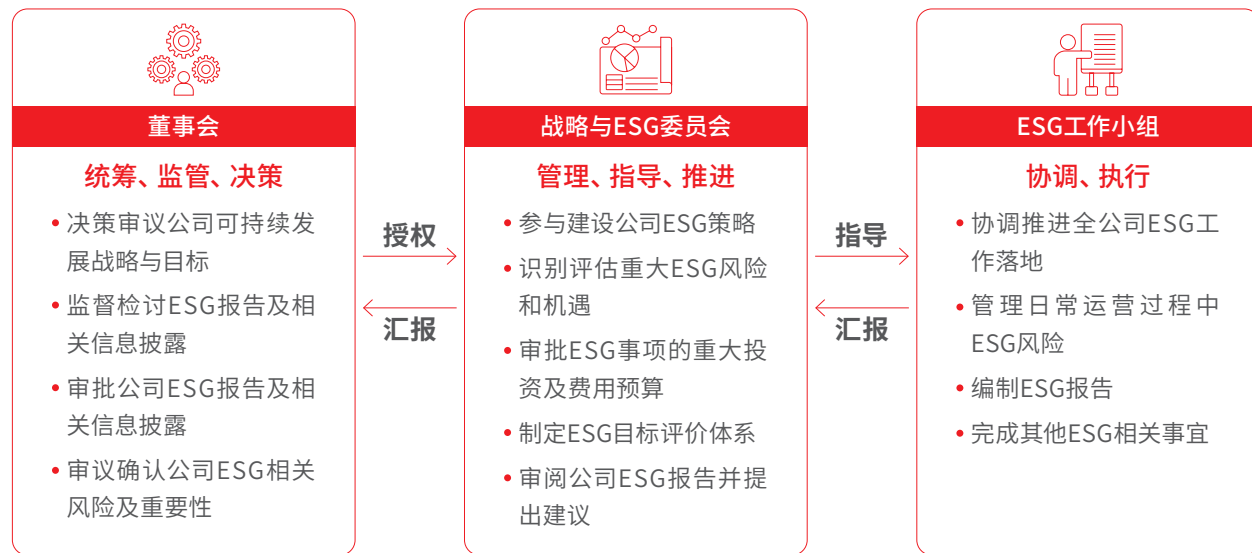 董事会
统筹、监管、决策
• 决策审议公司可持续发
展战略与目标
• 监督检讨ESG报告及相
关信息披露
• 审批公司ESG报告及相
关信息披露
• 审议确认公司ESG相关
风险及重要性
授权
汇报
战略与ESG委员会
管理、指导、推进
• 参与建设公司ESG策略
• 识别评估重大ESG风险
和机遇
• 审批ESG事项的重大投
资及费用预算
• 制定ESG目标评价体系
• 审阅公司ESG报告并提
出建议
指导
汇报
ESG工作小组
协调、执行
• 协调推进全公司ESG工
作落地
• 管理日常运营过程中
ESG风险
• 编制ESG报告
• 完成其他ESG相关事宜